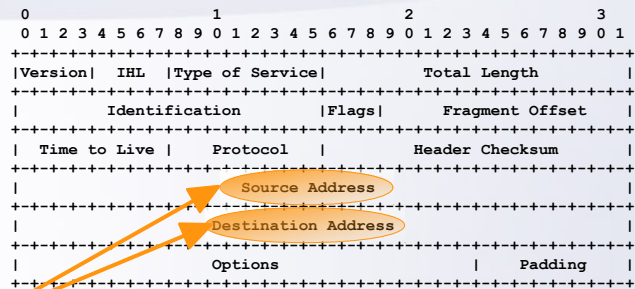 0                   1                   2                   3
0 1 2 3 4 5 6 7 8 9 0 1 2 3 4 5 6 7 8 9 0 1 2 3 4 5 6 7 8 9 0 1
+-+-+-+-+-+-+-+-+-+-+-+-+-+-+-+-+-+-+-+-+-+-+-+-+-+-+-+-+-+-+-+-+
|Version|  IHL  |Type of Service|          Total Length         |
+-+-+-+-+-+-+-+-+-+-+-+-+-+-+-+-+-+-+-+-+-+-+-+-+-+-+-+-+-+-+-+-+
|         Identification        |Flags|      Fragment Offset    |
+-+-+-+-+-+-+-+-+-+-+-+-+-+-+-+-+-+-+-+-+-+-+-+-+-+-+-+-+-+-+-+-+
|  Time to Live |    Protocol   |         Header Checksum       |
+-+-+-+-+-+-+-+-+-+-+-+-+-+-+-+-+-+-+-+-+-+-+-+-+-+-+-+-+-+-+-+-+
|                       Source Address                          |
+-+-+-+-+-+-+-+-+-+-+-+-+-+-+-+-+-+-+-+-+-+-+-+-+-+-+-+-+-+-+-+-+
|                    Destination Address                        |
+-+-+-+-+-+-+-+-+-+-+-+-+-+-+-+-+-+-+-+-+-+-+-+-+-+-+-+-+-+-+-+-+
|                    Options                    |    Padding    |
+-+-+-+-+-+-+-+-+-+-+-+-+-+-+-+-+-+-+-+-+-+-+-+-+-+-+-+-+-+-+-+-+